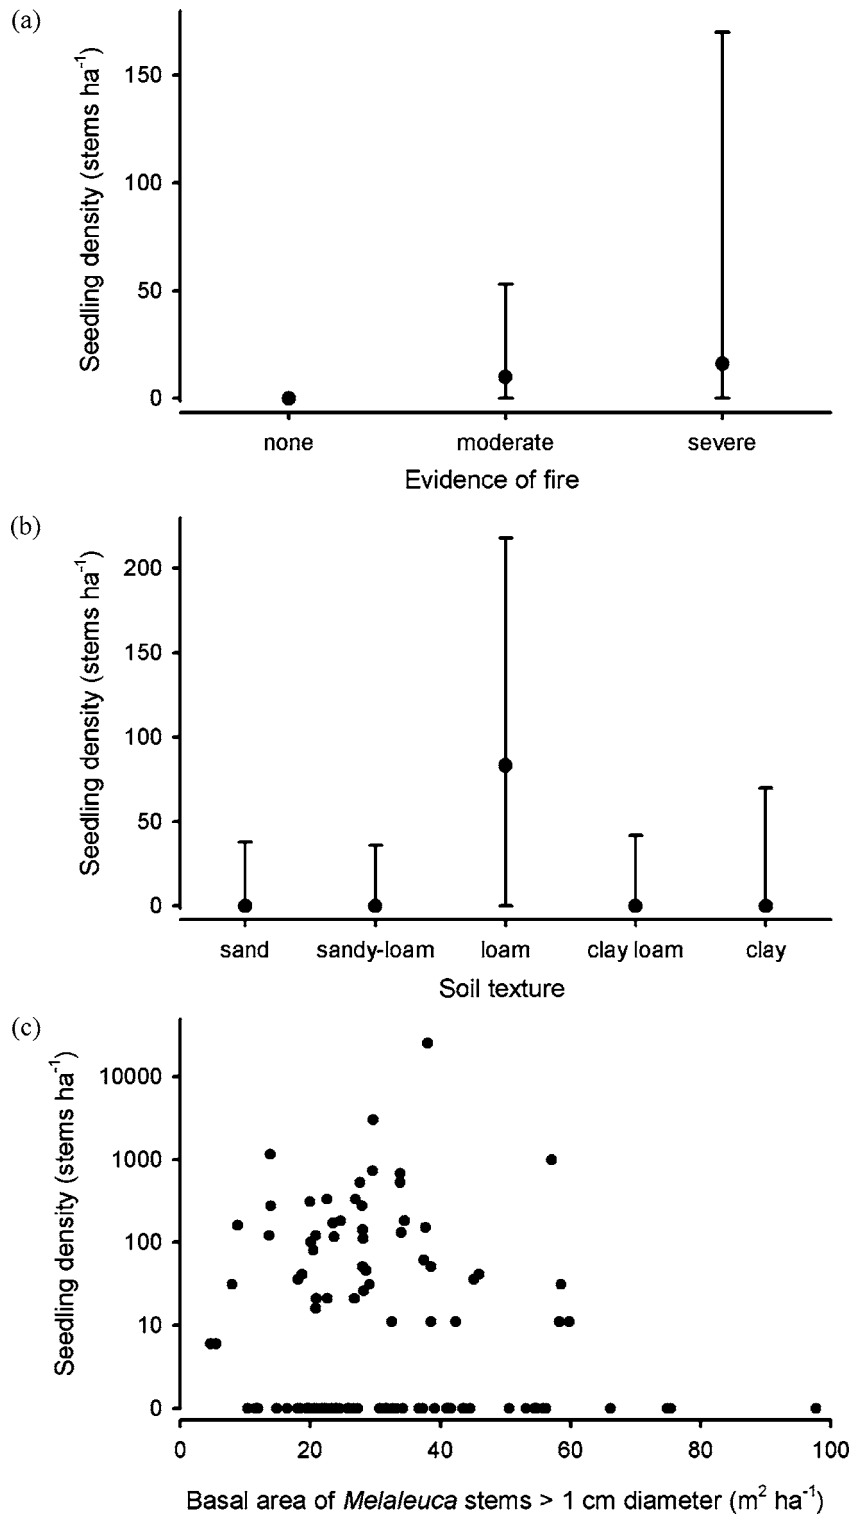 (a)
Seedling density (stems ha⁻¹)
150
100
50
0
none moderate severe
Evidence of fire
(b)
Seedling density (stems ha⁻¹)
200
150
100
50
0
sand sandy-loam loam clay loam clay
Soil texture
(c)
Seedling density (stems ha⁻¹)
10000
1000
100
10
0
0 20 40 60 80 100
Basal area of Melaleuca stems > 1 cm diameter (m² ha⁻¹)